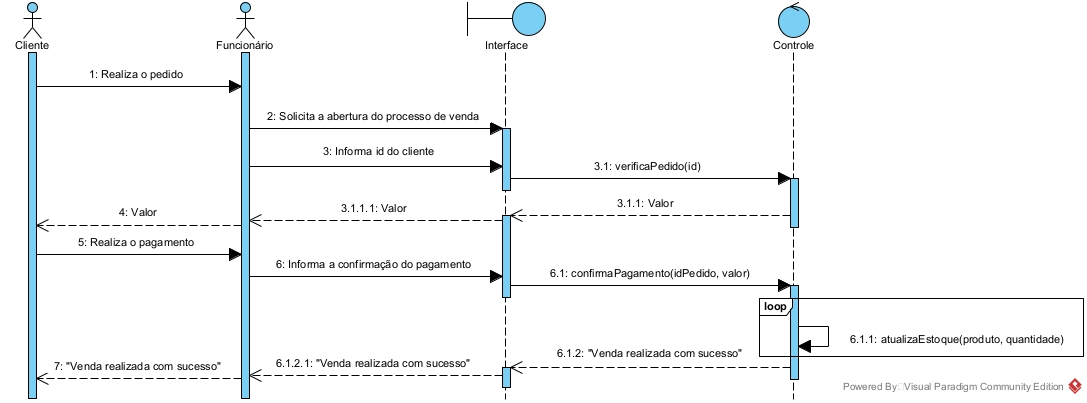 Cliente
Funcionário
Interface
Controle
1: Realiza o pedido
2: Solicita a abertura do processo de venda
3: Informa id do cliente
3.1: verificaPedido(id)
3.1.1: Valor
3.1.1.1: Valor
4: Valor
5: Realiza o pagamento
6: Informa a confirmação do pagamento
6.1: confirmaPagamento(idPedido, valor)
loop
6.1.1: atualizaEstoque(produto, quantidade)
6.1.2: "Venda realizada com sucesso"
6.1.2.1: "Venda realizada com sucesso"
7: "Venda realizada com sucesso"
Powered By Visual Paradigm Community Edition